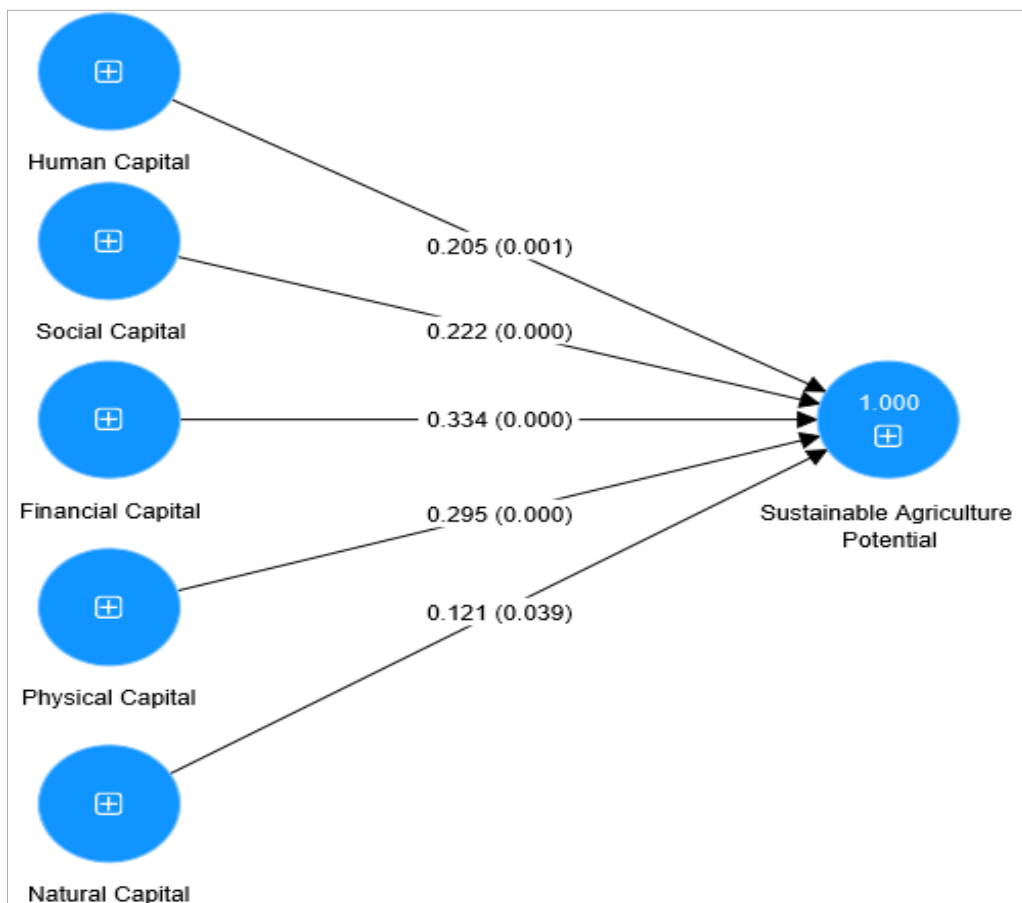 Human Capital
0.205 (0.001)
Social Capital
0.222 (0.000)
1.000
Financial Capital
0.334 (0.000)
Sustainable Agriculture
Potential
0.295 (0.000)
Physical Capital
0.121 (0.039)
Natural Capital